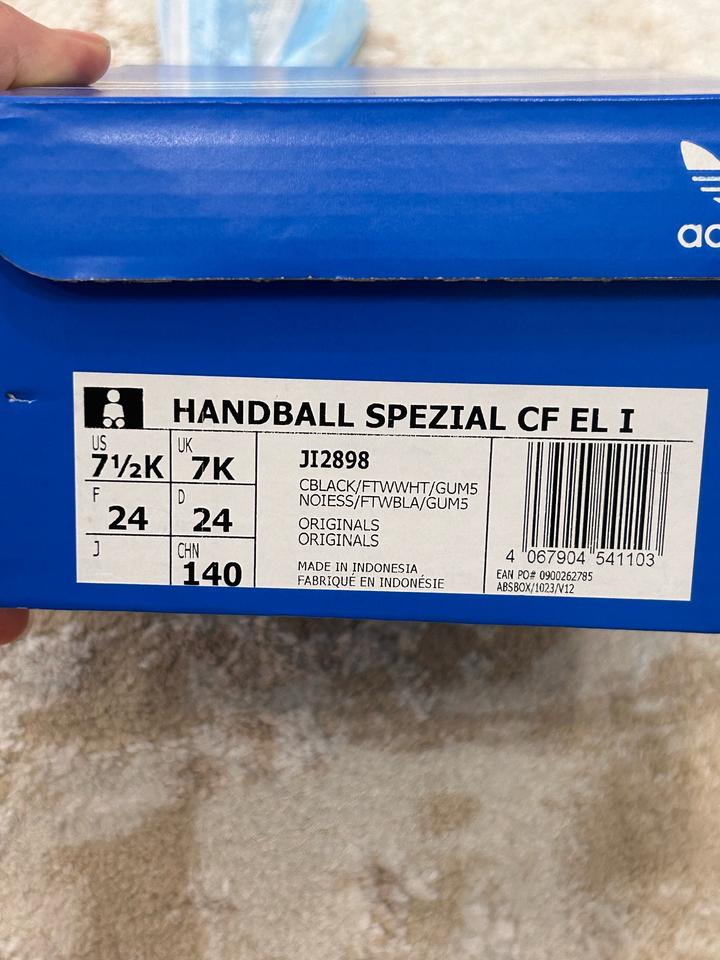 HANDBALL SPEZIAL CF EL I
US 7½K UK 7K
F 24 D 24
J CHN 140
JI2898
CBLACK/FTWWHT/GUM5
NOIESS/FTWBLA/GUM5
ORIGINALS
ORIGINALS
MADE IN INDONESIA
FABRIQUÉ EN INDONÉSIE
4 067904 541103
EAN PO# 0900262785
ABSBOX/1023/V12